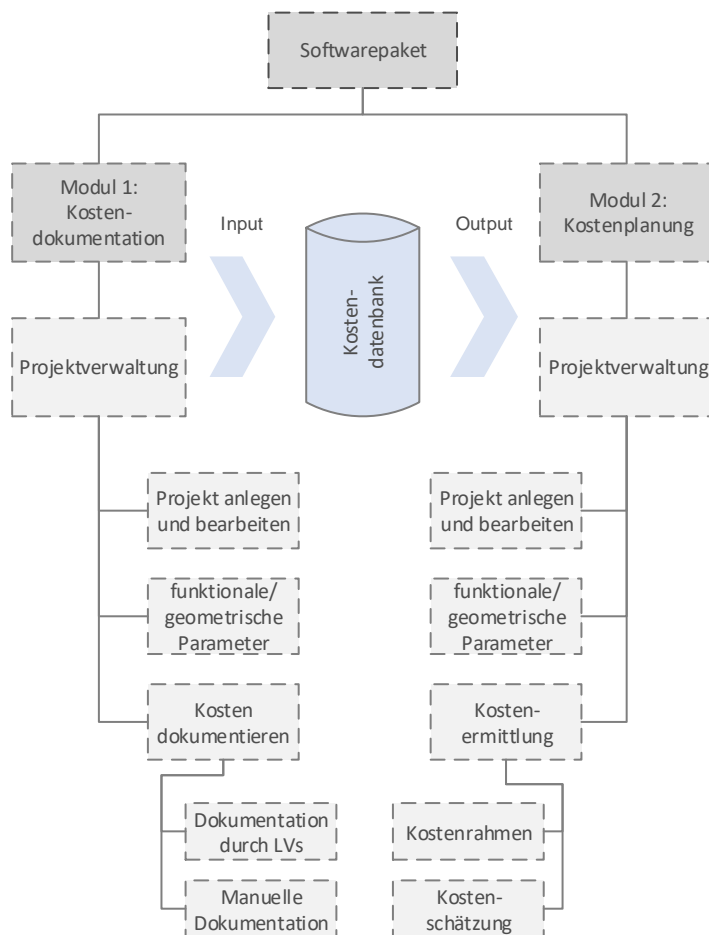 Softwarepaket
Modul 1:
Kosten-
dokumentation
Input
Kosten-
datenbank
Output
Modul 2:
Kostenplanung
Projektverwaltung
Projektverwaltung
Projekt anlegen
und bearbeiten
Projekt anlegen
und bearbeiten
funktionale/
geometrische
Parameter
funktionale/
geometrische
Parameter
Kosten
dokumentieren
Kosten-
ermittlung
Dokumentation
durch LVs
Kostenrahmen
Manuelle
Dokumentation
Kosten-
schätzung